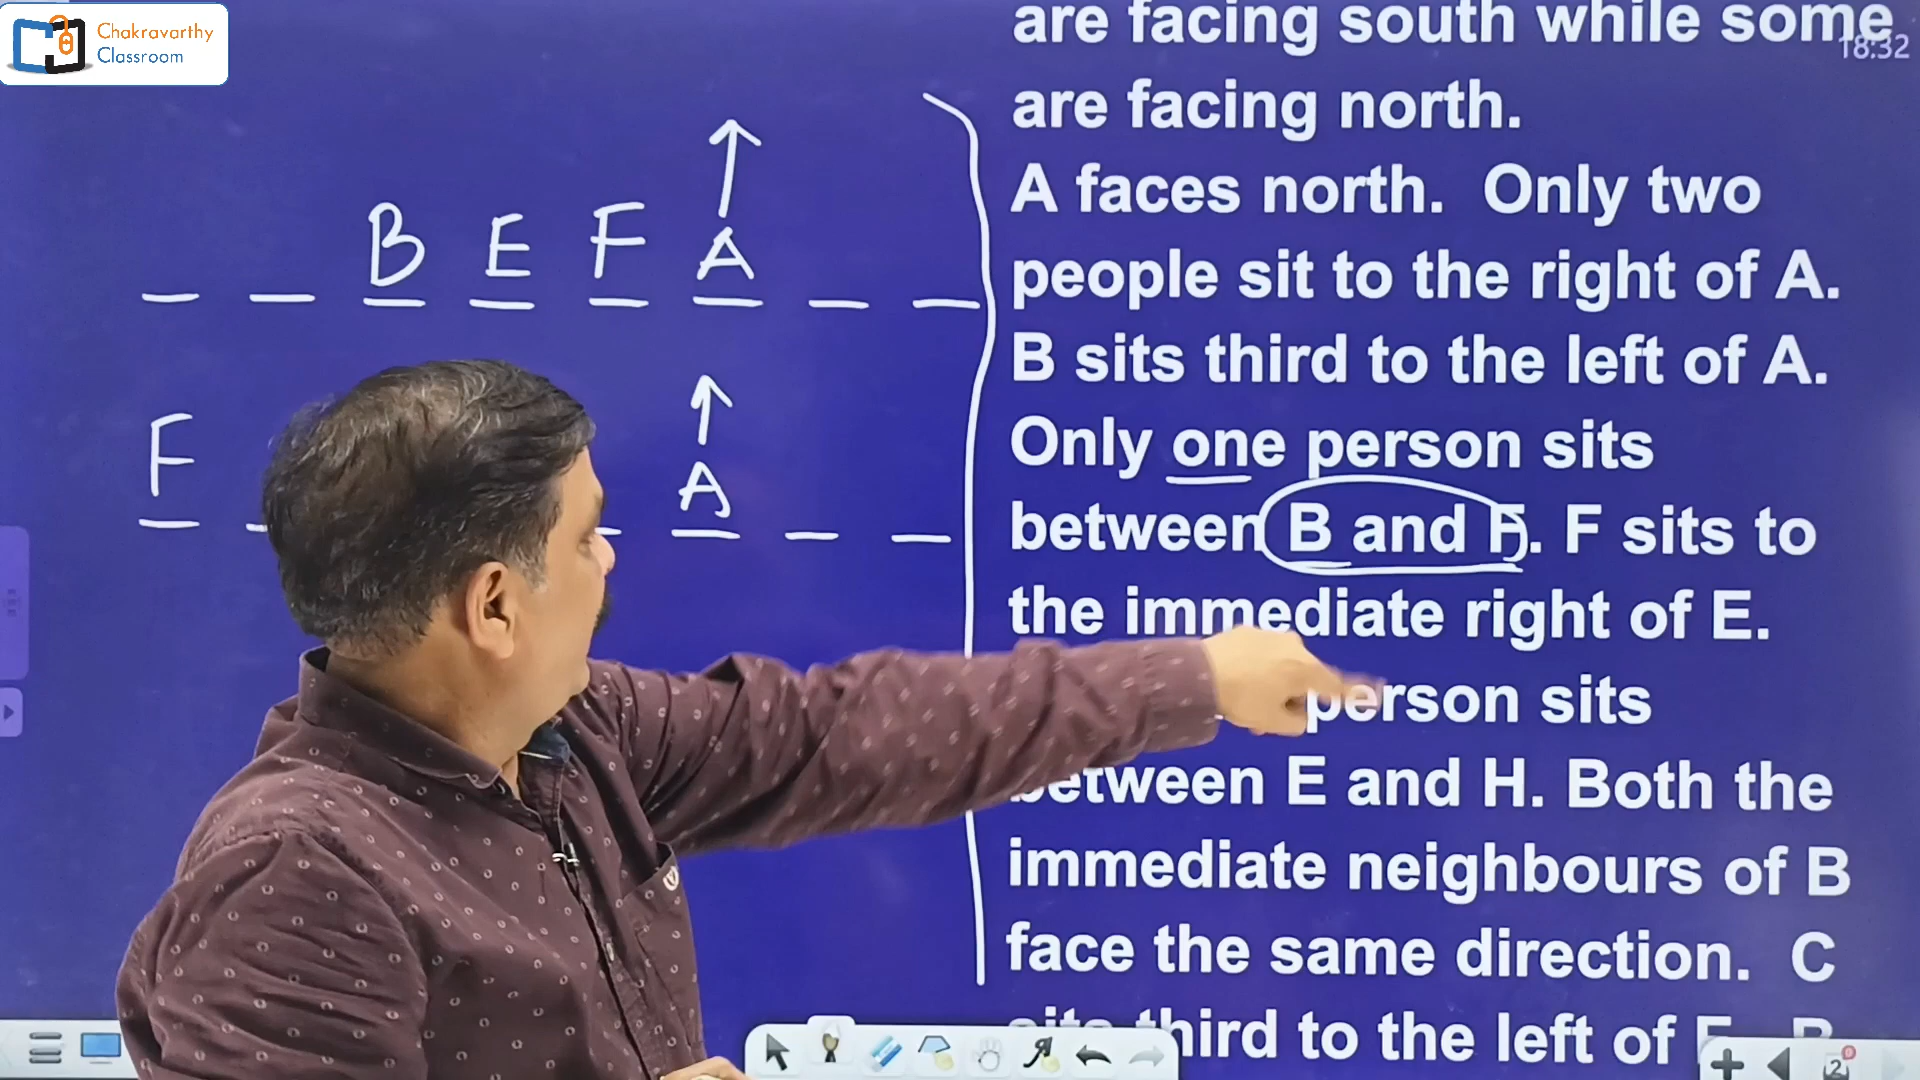 Chakravarthy
Classroom
18:32
B E F A
F A
are facing south while some
are facing north.
A faces north. Only two
people sit to the right of A.
B sits third to the left of A.
Only one person sits
between B and F. F sits to
the immediate right of E.
person sits
between E and H. Both the
immediate neighbours of B
face the same direction. C
sits third to the left of
2